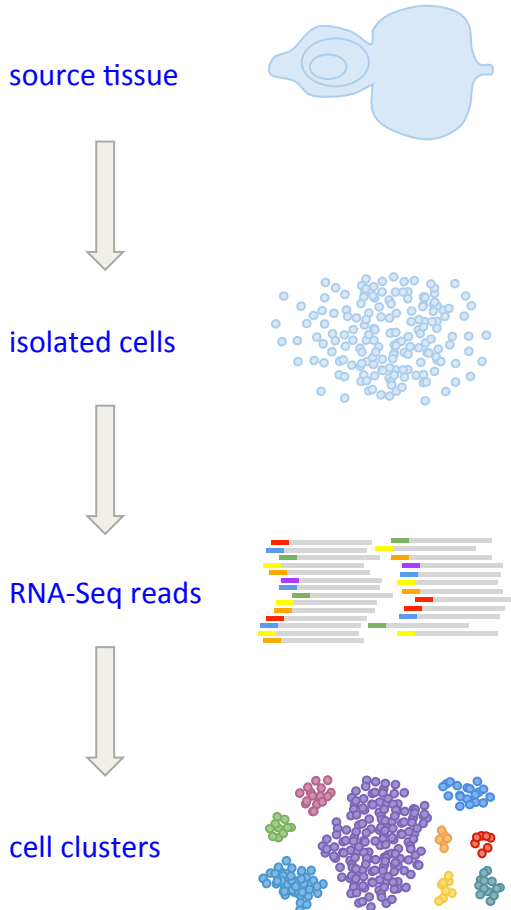 source tissue
isolated cells
RNA-Seq reads
cell clusters